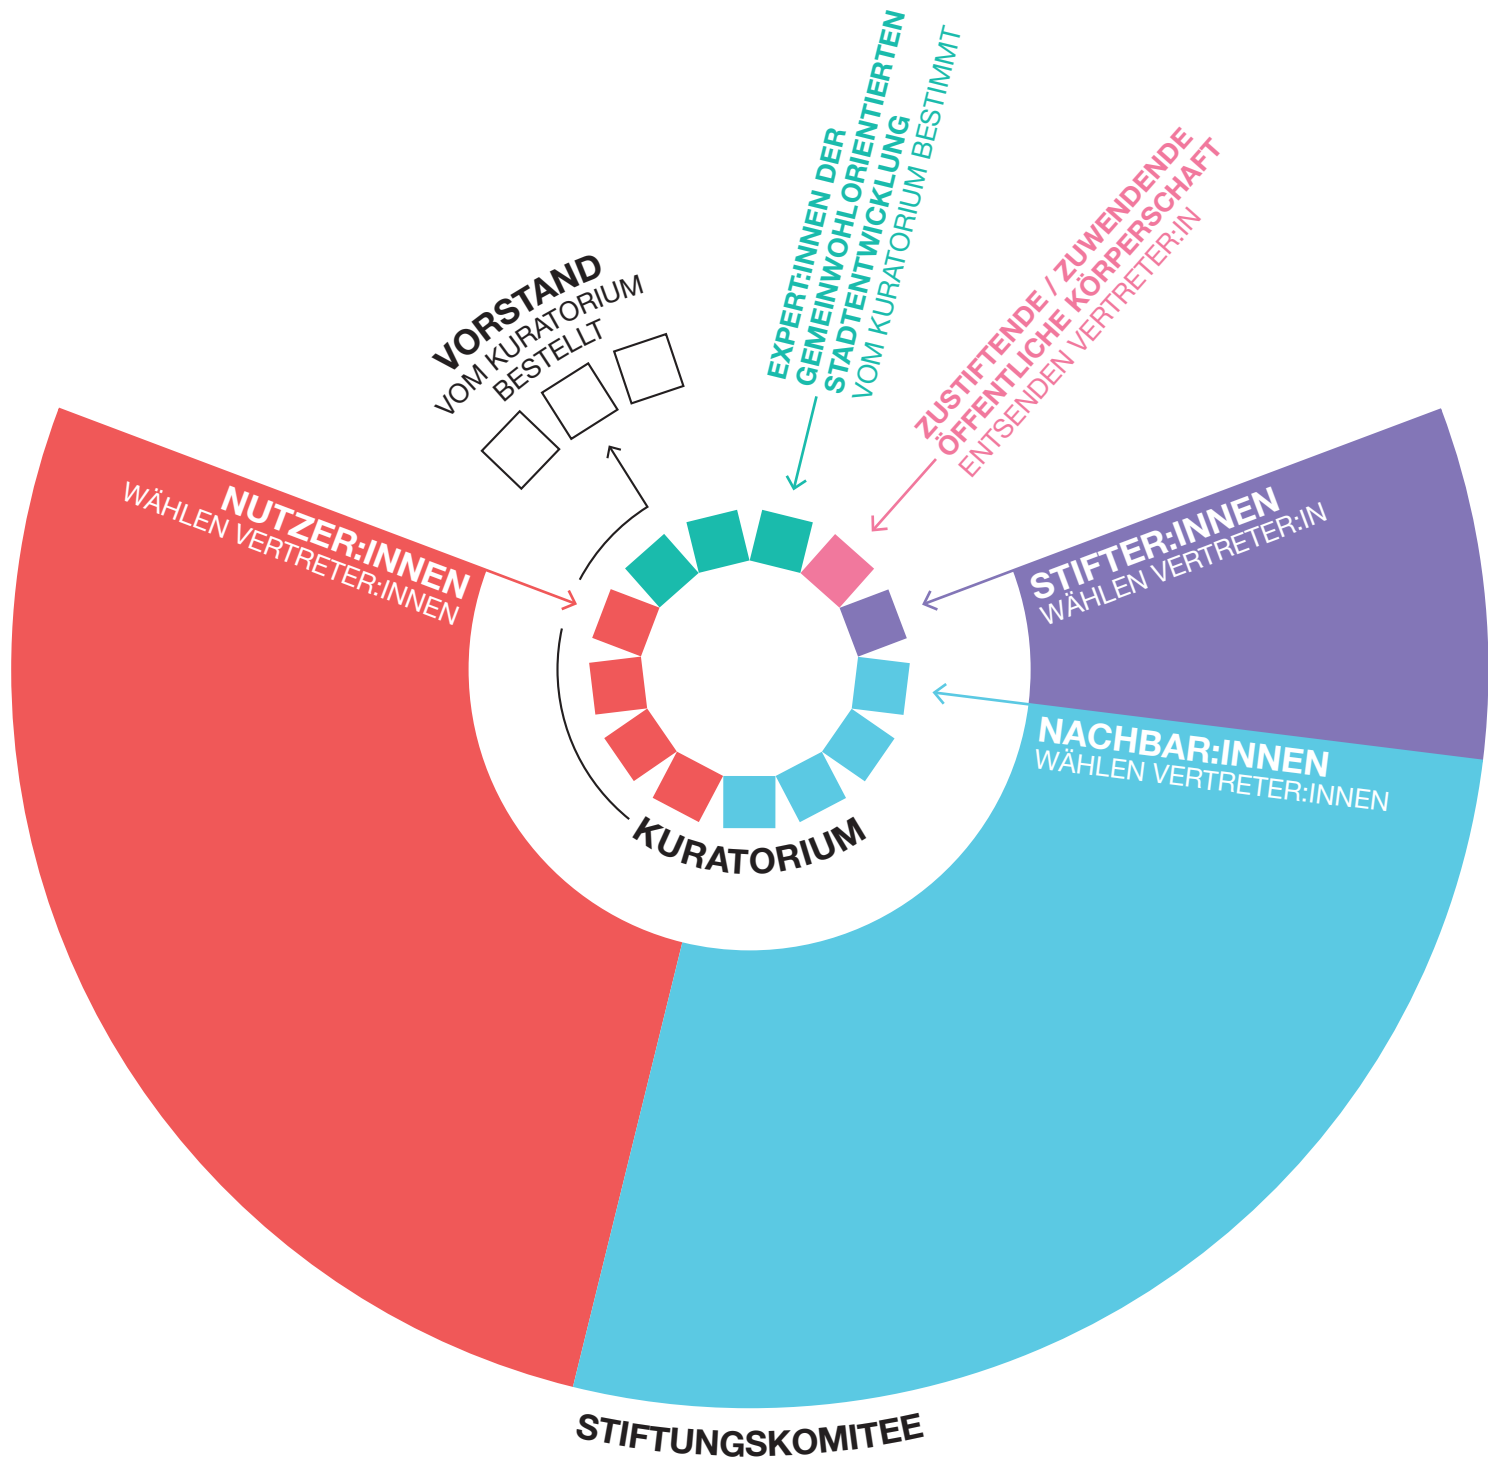 EXPERT:INNEN DER
GEMEINWOHLORIENTIERTEN
STADTENTWICKLUNG
VOM KURATORIUM BESTIMMT
ZUSTIFTENDE / ZUWENDENDE
ÖFFENTLICHE KÖRPERSCHAFT
ENTSENDEN VERTRETER:IN
VORSTAND
VOM KURATORIUM
BESTELLT
NUTZER:INNEN
WÄHLEN VERTRETER:INNEN
STIFTER:INNEN
WÄHLEN VERTRETER:IN
NACHBAR:INNEN
WÄHLEN VERTRETER:INNEN
KURATORIUM
STIFTUNGSKOMITEE